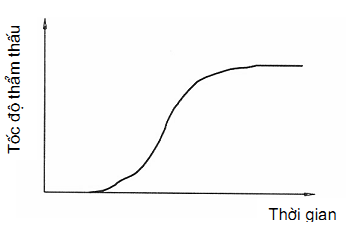 Tốc độ thẩm thấu
Thời gian